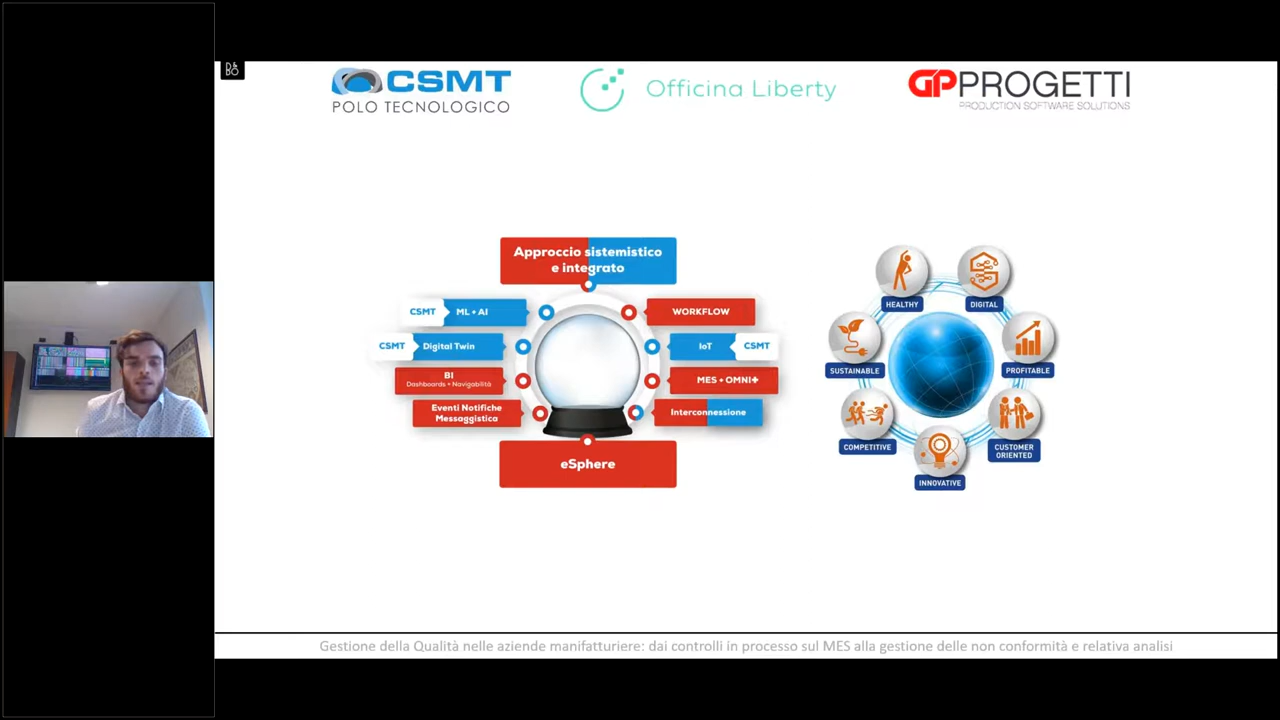 D&BO
CSMT
POLO TECNOLOGICO
Officina Liberty
GPPROGETTI
PRODUCTION SOFTWARE SOLUTIONS
Approccio sistemistico
e integrato
CSMT ML + AI
WORKFLOW
CSMT Digital Twin
IoT CSMT
BI
Dashboards + Navigabilità
MES + OMNI+
Eventi Notifiche
Messaggistica
Interconnessione
eSphere
HEALTHY
DIGITAL
SUSTAINABLE
PROFITABLE
COMPETITIVE
CUSTOMER
ORIENTED
INNOVATIVE
Gestione della Qualità nelle aziende manifatturiere: dai controlli in processo sul MES alla gestione delle non conformità e relativa analisi